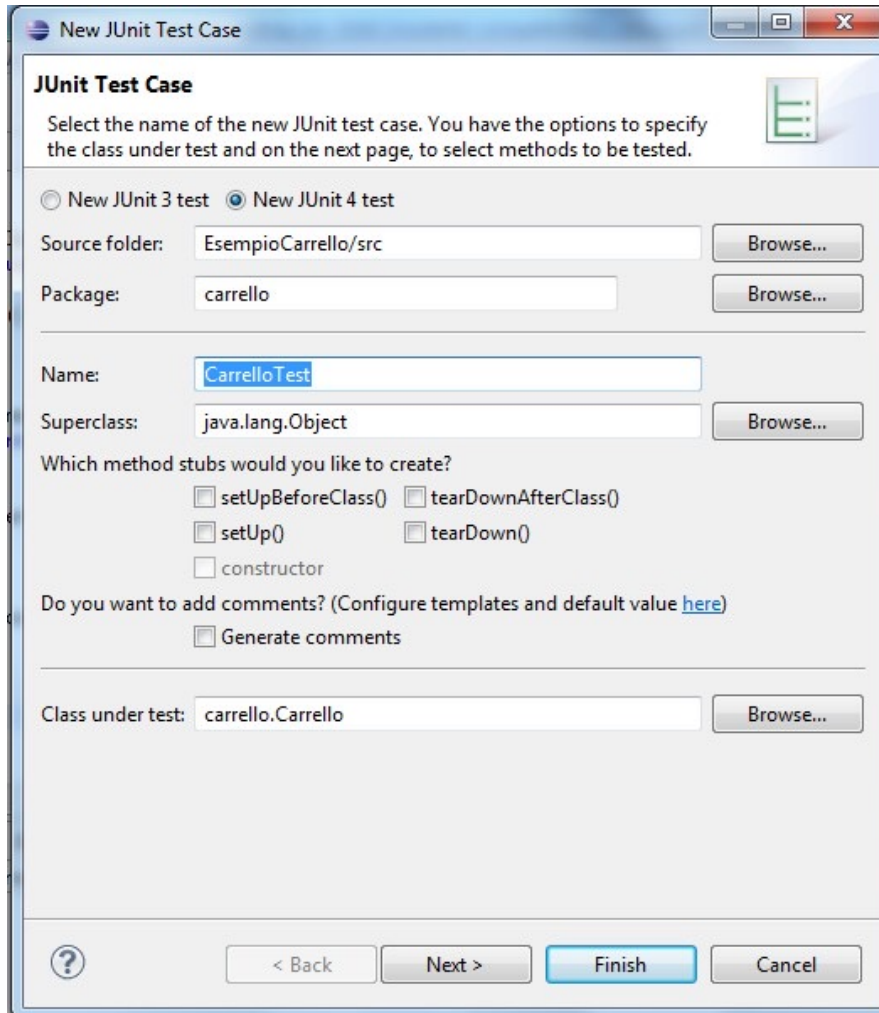 New JUnit Test Case
JUnit Test Case
Select the name of the new JUnit test case. You have the options to specify
the class under test and on the next page, to select methods to be tested.
New JUnit 3 test New JUnit 4 test
Source folder: EsempioCarrello/src Browse...
Package: carrello Browse...
Name: CarrelloTest
Superclass: java.lang.Object Browse...
Which method stubs would you like to create?
setUpBeforeClass() tearDownAfterClass()
setUp() tearDown()
constructor
Do you want to add comments? (Configure templates and default value here)
Generate comments
Class under test: carrello.Carrello Browse...
? < Back Next > Finish Cancel